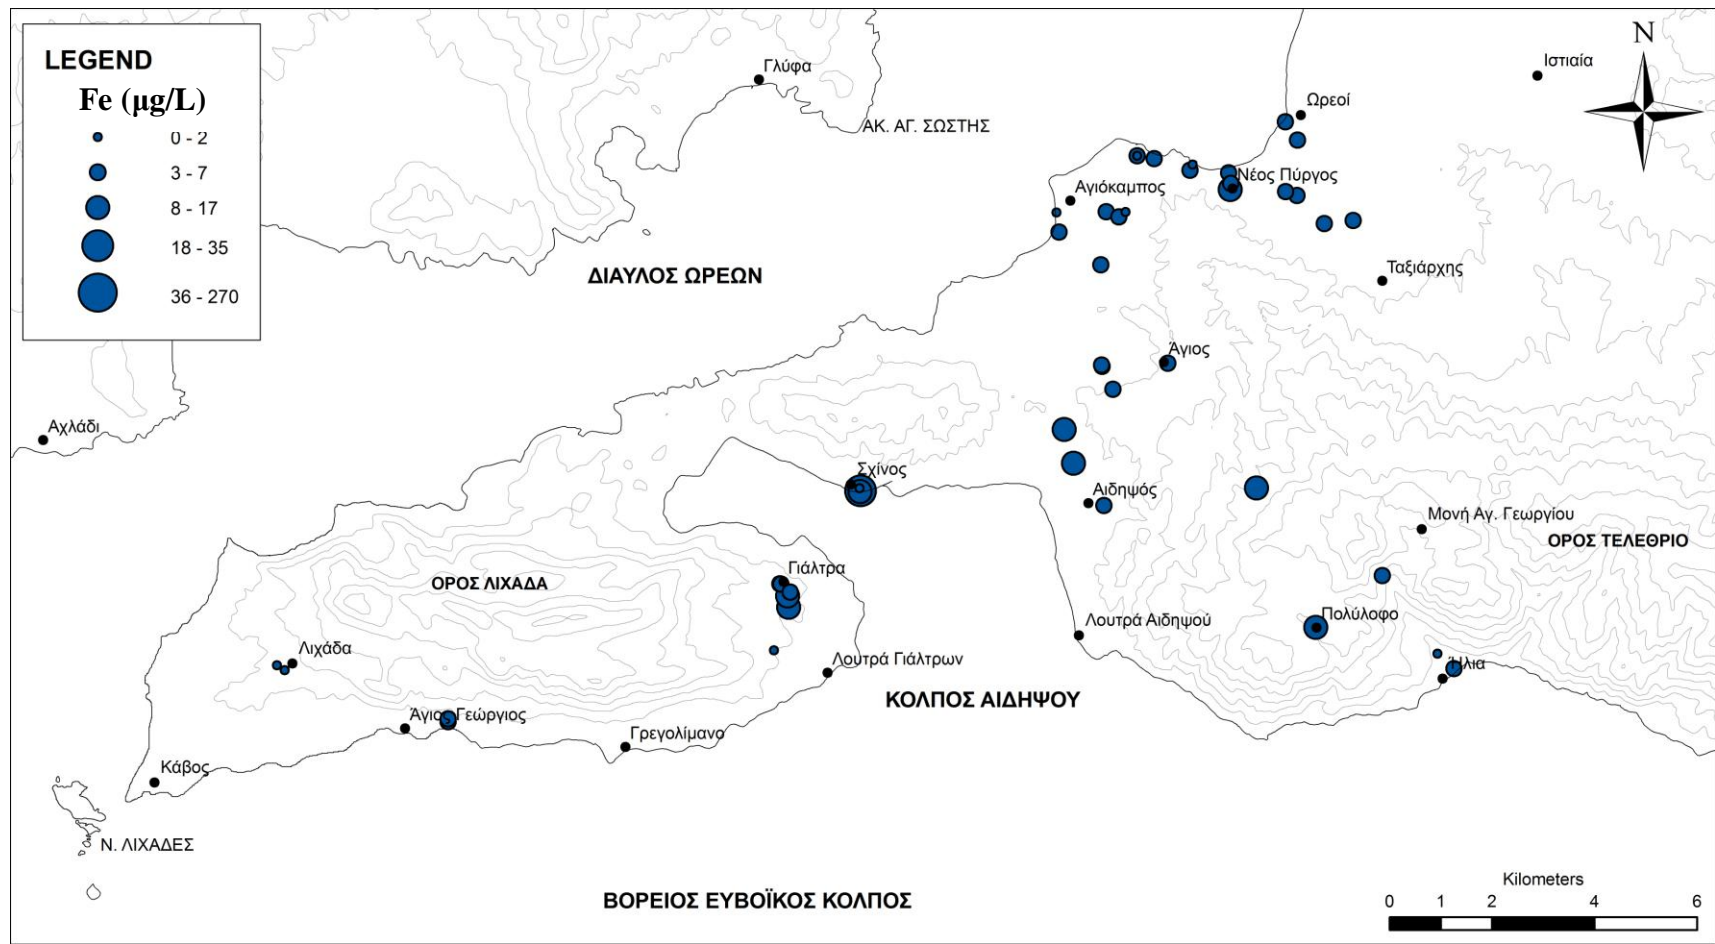 LEGEND
Fe (μg/L)
0 - 2
3 - 7
8 - 17
18 - 35
36 - 270
Γλύφα
ΑΚ. ΑΓ. ΣΩΣΤΗΣ
Ιστιαία
N
Ωρεοί
Νέος Πύργος
Αγιόκαμπος
ΔΙΑΥΛΟΣ ΩΡΕΩΝ
Ταξιάρχης
Άγιος
Αχλάδι
Σχίνος
Αιδηψός
Μονή Αγ. Γεωργίου
ΟΡΟΣ ΤΕΛΕΘΡΙΟ
ΟΡΟΣ ΛΙΧΑΔΑ
Γιάλτρα
Πολύλοφο
Λουτρά Αιδηψού
Λιχάδα
Λουτρά Γιάλτρων
Ήλια
ΚΟΛΠΟΣ ΑΙΔΗΨΟΥ
Άγιος Γεώργιος
Γρεγολίμανο
Κάβος
Ν. ΛΙΧΑΔΕΣ
ΒΟΡΕΙΟΣ ΕΥΒΟΪΚΟΣ ΚΟΛΠΟΣ
Kilometers
0 1 2 4 6